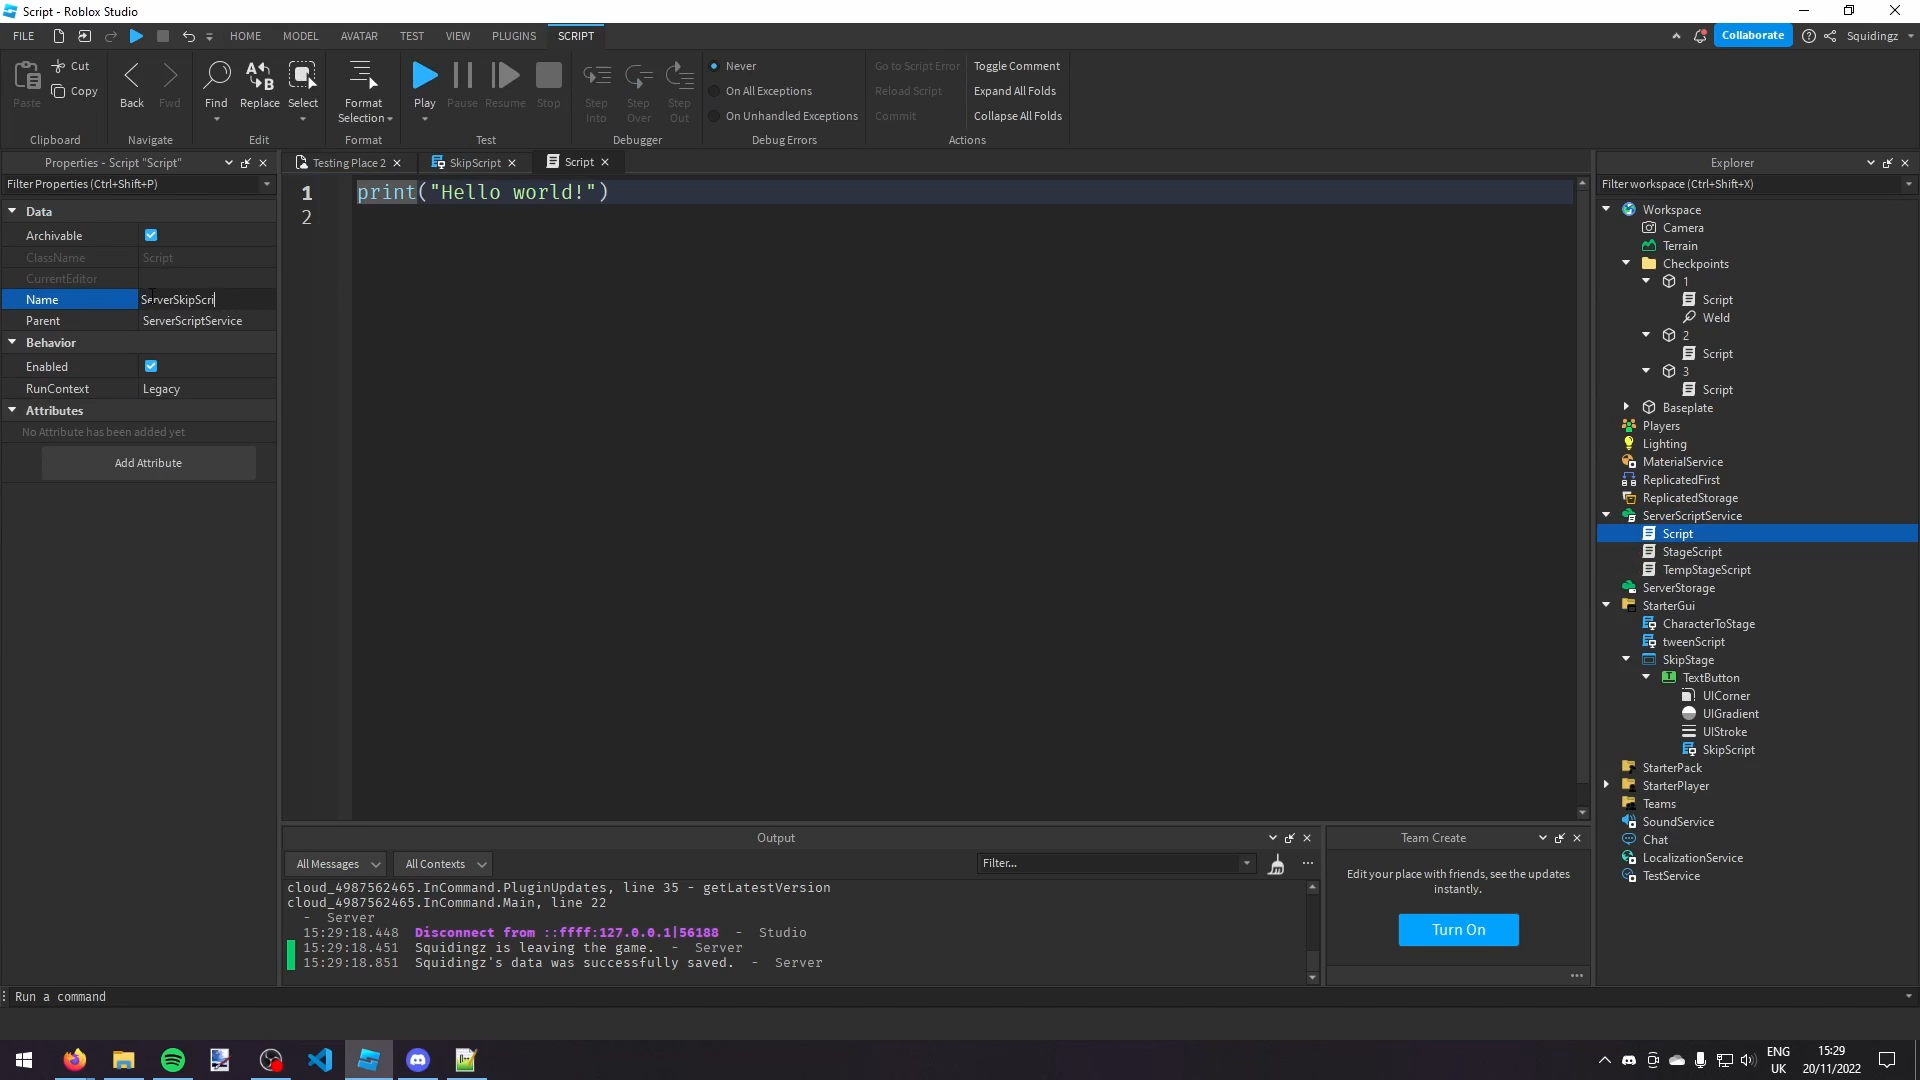 Script - Roblox Studio
FILE HOME MODEL AVATAR TEST VIEW PLUGINS SCRIPT Collaborate Squidingz
Paste Cut Copy Back Fwd Find Replace Select Format Selection Play Pause Resume Stop Step Into Step Over Step Out
Never
On All Exceptions
On Unhandled Exceptions
Go to Script Error
Reload Script
Commit
Toggle Comment
Expand All Folds
Collapse All Folds
Clipboard Navigate Edit Format Test Debugger Debug Errors Actions
Properties - Script "Script"
Filter Properties (Ctrl+Shift+P)
Data
Archivable
ClassName Script
CurrentEditor
Name ServerSkipScri
Parent ServerScriptService
Behavior
Enabled
RunContext Legacy
Attributes
No Attribute has been added yet
Add Attribute
Testing Place 2 SkipScript Script
1 print("Hello world!")
2
Explorer
Filter workspace (Ctrl+Shift+X)
Workspace
Camera
Terrain
Checkpoints
1
Script
Weld
2
Script
3
Script
Baseplate
Players
Lighting
MaterialService
ReplicatedFirst
ReplicatedStorage
ServerScriptService
Script
StageScript
TempStageScript
ServerStorage
StarterGui
CharacterToStage
tweenScript
SkipStage
TextButton
UICorner
UIGradient
UIStroke
SkipScript
StarterPack
StarterPlayer
Teams
SoundService
Chat
LocalizationService
TestService
Output
All Messages All Contexts Filter...
cloud_4987562465.InCommand.PluginUpdates, line 35 - getLatestVersion
cloud_4987562465.InCommand.Main, line 22
- Server
15:29:18.448 Disconnect from ::ffff:127.0.0.1|56188 - Studio
15:29:18.451 Squidingz is leaving the game. - Server
15:29:18.851 Squidingz's data was successfully saved. - Server
Team Create
Edit your place with friends, see the updates
instantly.
Turn On
Run a command
ENG
UK
15:29
20/11/2022